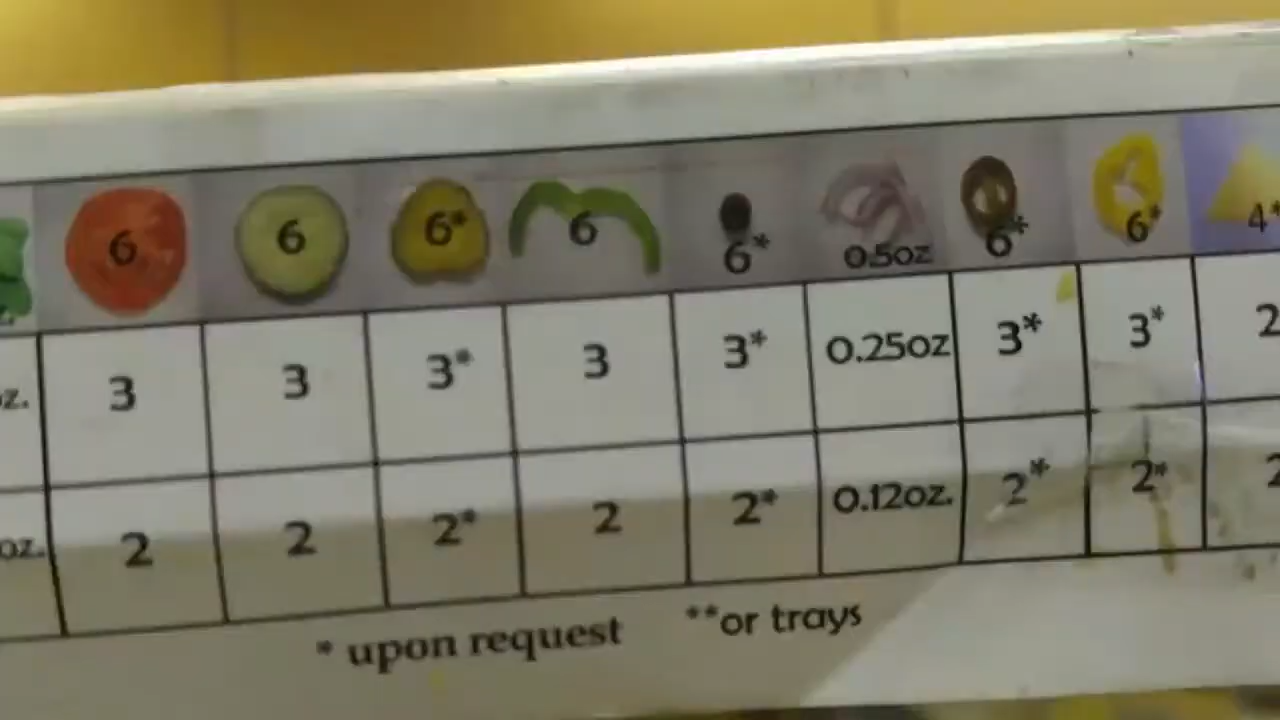 6 6 6* 6 6* 0.5oz 6* 6* 4*
z. 3 3 3* 3 3* 0.25oz 3* 3* 2
oz. 2 2 2* 2 2* 0.12oz. 2* 2* 2
* upon request **or trays